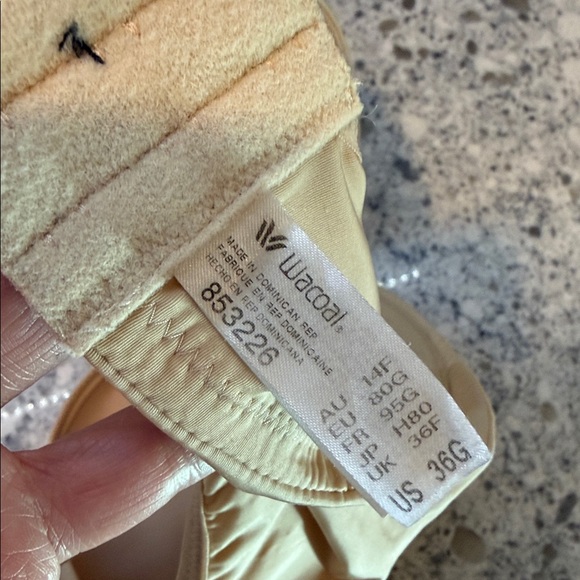 wacoal®
MADE IN DOMINICAN REP
FABRIQUE EN REP DOMINICAINE
HECHO EN REP DOMINICANA
853226
AU 14F
EU 80G
FR 95G
JP H80
UK 36F
US 36G